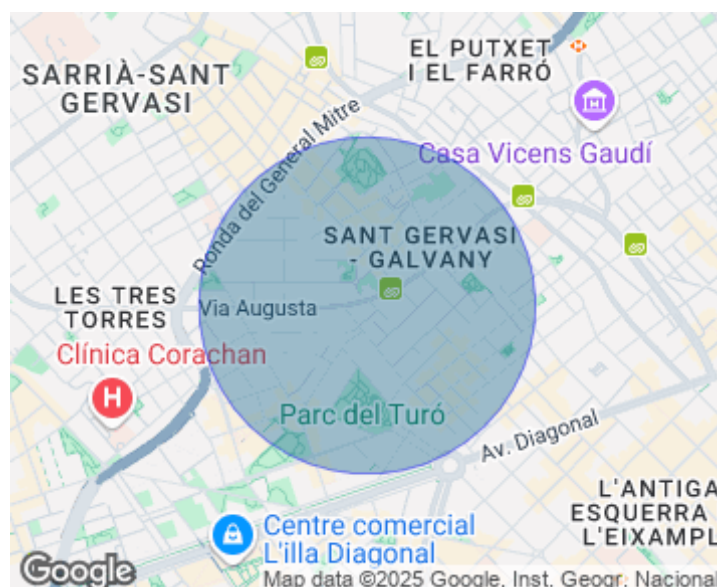 EL PUTXET
I EL FARRÓ
SARRIÀ-SANT
GERVASI
Ronda del General Mitre
Casa Vicens Gaudí
SANT GERVASI
- GALVANY
LES TRES
TORRES
Via Augusta
Clínica Corachan
H
Parc del Turó
Av. Diagonal
L'ANTIGA
ESQUERRA
L'EIXAMPL
Centre comercial
L'illa Diagonal
Google
Map data ©2025 Google, Inst. Geogr. Nacional